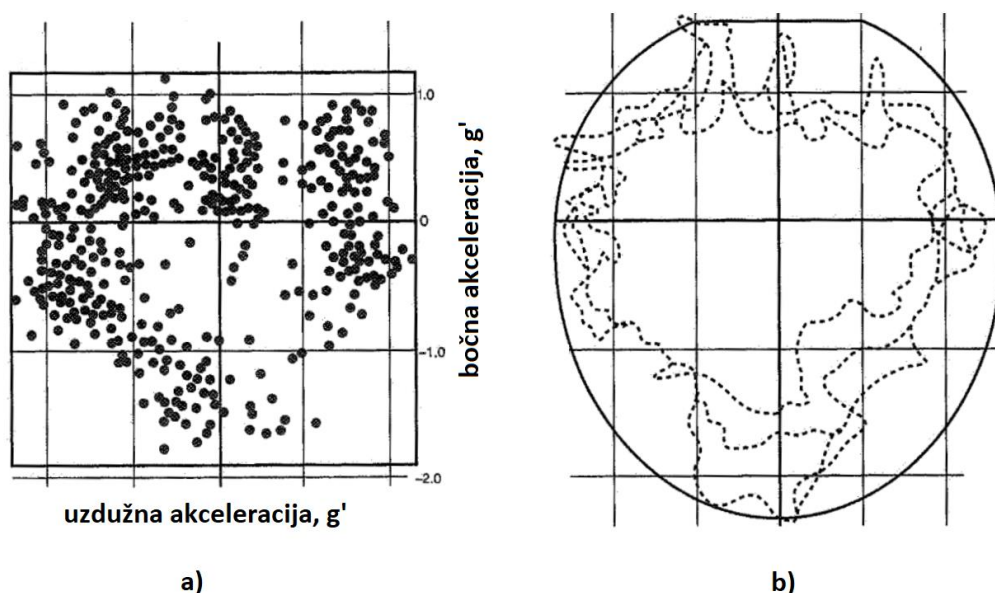 1.0
0
-1.0
-2.0
bočna akceleracija, g'
uzdužna akceleracija, g'
a)
b)